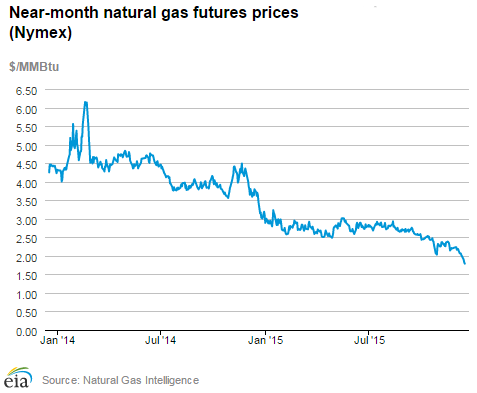 Near-month natural gas futures prices
(Nymex)
$/MMBtu
6.50
6.00
5.50
5.00
4.50
4.00
3.50
3.00
2.50
2.00
1.50
1.00
0.50
0.00
Jan '14 Jul '14 Jan '15 Jul '15
eia Source: Natural Gas Intelligence